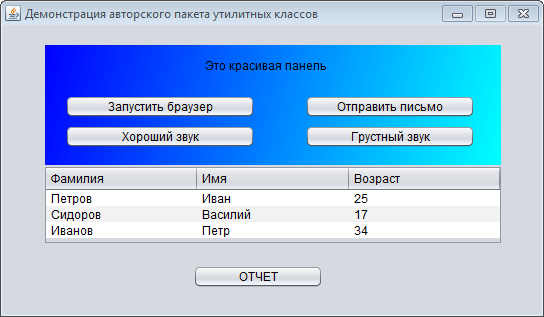 Демонстрация авторского пакета утилитных классов
Это красивая панель
Запустить браузер Отправить письмо
Хороший звук Грустный звук
Фамилия Имя Возраст
Петров Иван 25
Сидоров Василий 17
Иванов Петр 34
ОТЧЕТ